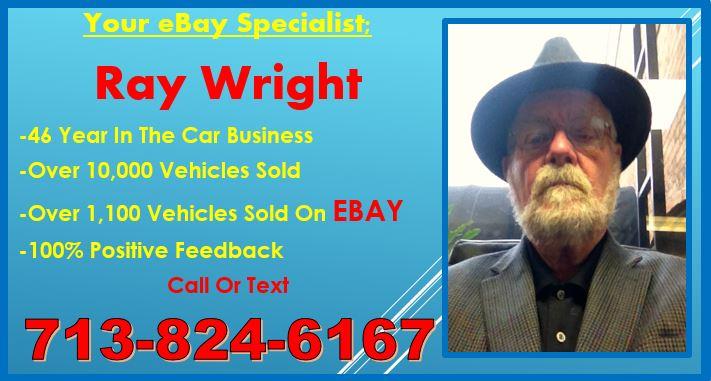 Your eBay Specialist;
Ray Wright
-46 Year In The Car Business
-Over 10,000 Vehicles Sold
-Over 1,100 Vehicles Sold On EBAY
-100% Positive Feedback
Call Or Text
713-824-6167